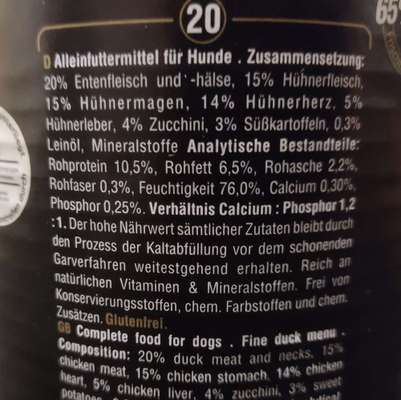 20
65
D Alleinfuttermittel für Hunde . Zusammensetzung:
20% Entenfleisch und -hälse, 15% Hühnerfleisch,
15% Hühnermagen, 14% Hühnerherz, 5%
Hühnerleber, 4% Zucchini, 3% Süßkartoffeln, 0,3%
Leinöl, Mineralstoffe Analytische Bestandteile:
Rohprotein 10,5%, Rohfett 6,5%, Rohasche 2,2%,
Rohfaser 0,3%, Feuchtigkeit 76,0%, Calcium 0,30%,
Phosphor 0,25%. Verhältnis Calcium : Phosphor 1,2
:1. Der hohe Nährwert sämtlicher Zutaten bleibt durch
den Prozess der Kaltabfüllung vor dem schonenden
Garverfahren weitestgehend erhalten. Reich an
natürlichen Vitaminen & Mineralstoffen. Frei von
Konservierungsstoffen, chem. Farbstoffen und chem.
Zusätzen. Glutenfrei.
GB Complete food for dogs . Fine duck menu .
Composition: 20% duck meat and necks, 15%
chicken meat, 15% chicken stomach, 14% chicken
heart, 5% chicken liver, 4% zucchini, 3% sweet